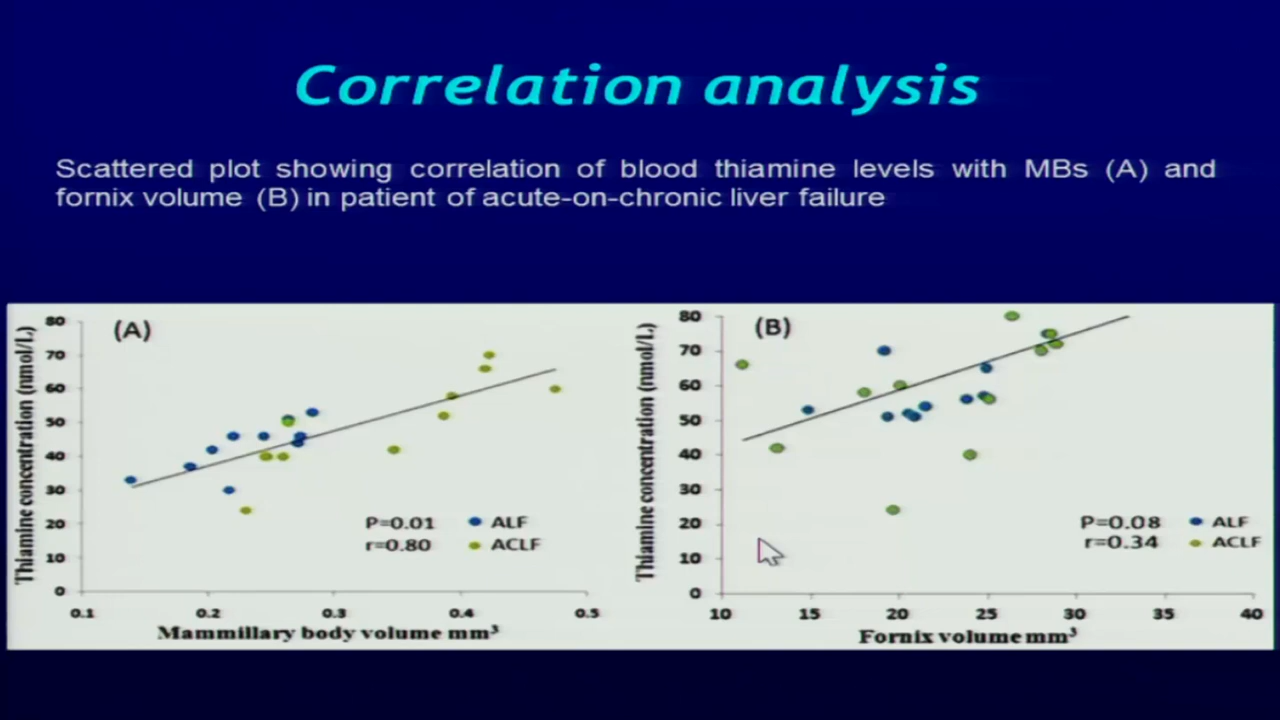 Correlation analysis
Scattered plot showing correlation of blood thiamine levels with MBs (A) and
fornix volume (B) in patient of acute-on-chronic liver failure
(A)
Thiamine concentration (nmol/L)
80
70
60
50
40
30
20
10
0
P=0.01
r=0.80
ALF
ACLF
0.1 0.2 0.3 0.4 0.5
Mammillary body volume mm³
(B)
Thiamine concentration (nmol/L)
80
70
60
50
40
30
20
10
0
P=0.08
r=0.34
ALF
ACLF
10 15 20 25 30 35 40
Fornix volume mm³